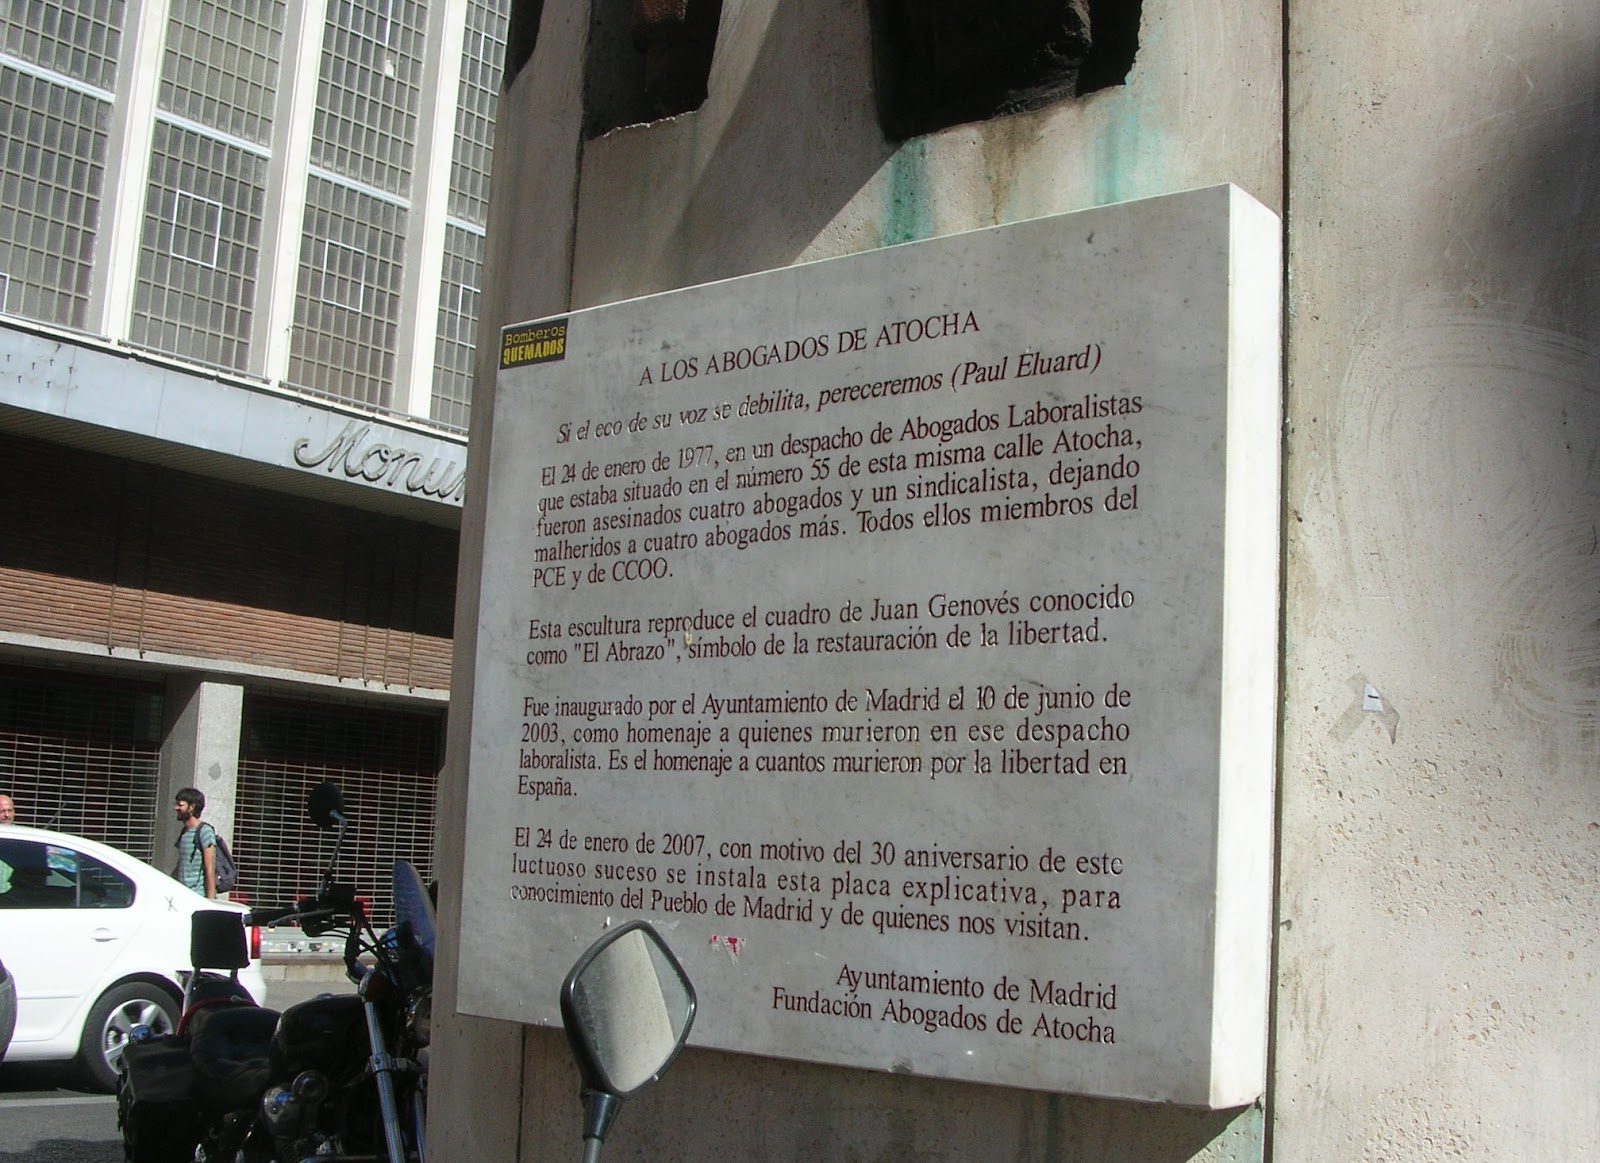 Monu
Bomberos
QUEMADOS
A LOS ABOGADOS DE ATOCHA
Si el eco de su voz se debilita, pereceremos (Paul Eluard)
El 24 de enero de 1977, en un despacho de Abogados Laboralistas
que estaba situado en el número 55 de esta misma calle Atocha,
fueron asesinados cuatro abogados y un sindicalista, dejando
malheridos a cuatro abogados más. Todos ellos miembros del
PCE y de CCOO.
Esta escultura reproduce el cuadro de Juan Genovés conocido
como "El Abrazo", símbolo de la restauración de la libertad.
Fue inaugurado por el Ayuntamiento de Madrid el 10 de junio de
2003, como homenaje a quienes murieron en ese despacho
laboralista. Es el homenaje a cuantos murieron por la libertad en
España.
El 24 de enero de 2007, con motivo del 30 aniversario de este
luctuoso suceso se instala esta placa explicativa, para
conocimiento del Pueblo de Madrid y de quienes nos visitan.
Ayuntamiento de Madrid
Fundación Abogados de Atocha